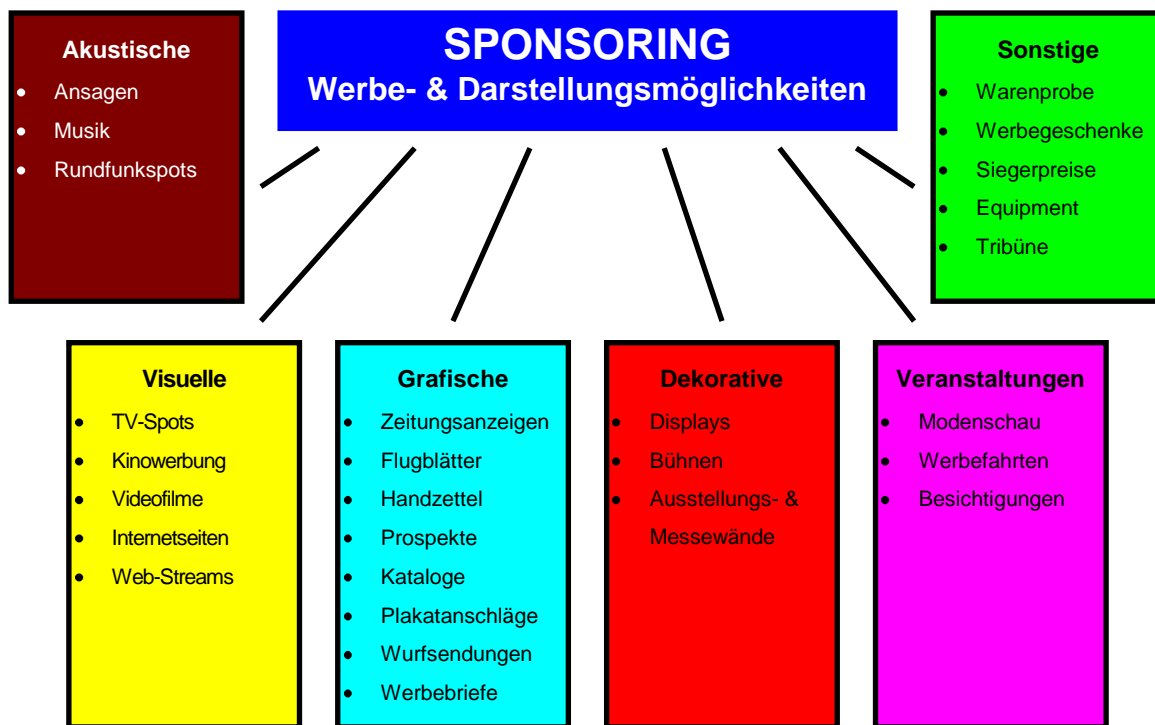 SPONSORING
Werbe- & Darstellungsmöglichkeiten
Akustische
Ansagen
Musik
Rundfunkspots
Sonstige
Warenprobe
Werbegeschenke
Siegerpreise
Equipment
Tribüne
Visuelle
TV-Spots
Kinowerbung
Videofilme
Internetseiten
Web-Streams
Grafische
Zeitungsanzeigen
Flugblätter
Handzettel
Prospekte
Kataloge
Plakatanschläge
Wurfsendungen
Werbebriefe
Dekorative
Displays
Bühnen
Ausstellungs- &
Messewände
Veranstaltungen
Modenschau
Werbefahrten
Besichtigungen